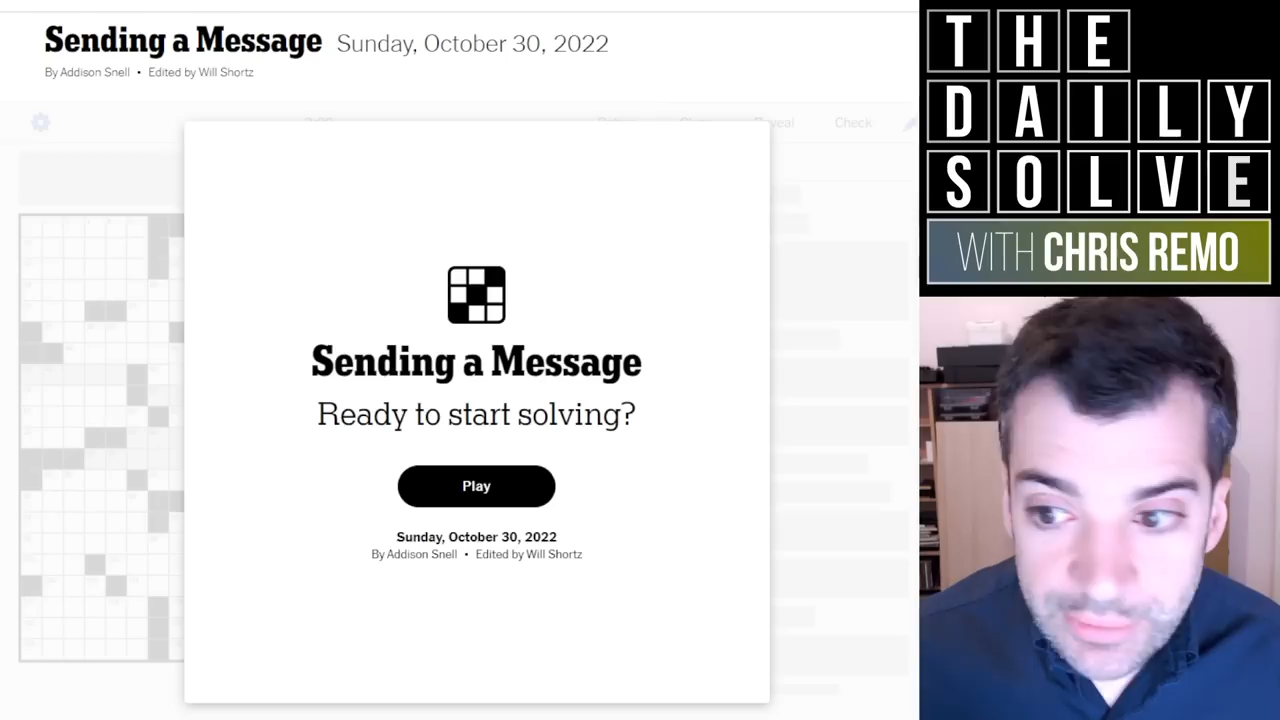 Sending a Message Sunday, October 30, 2022
By Addison Snell • Edited by Will Shortz
Check
Sending a Message
Ready to start solving?
Play
Sunday, October 30, 2022
By Addison Snell • Edited by Will Shortz
THE
DAILY
SOLVE
WITH CHRIS REMO